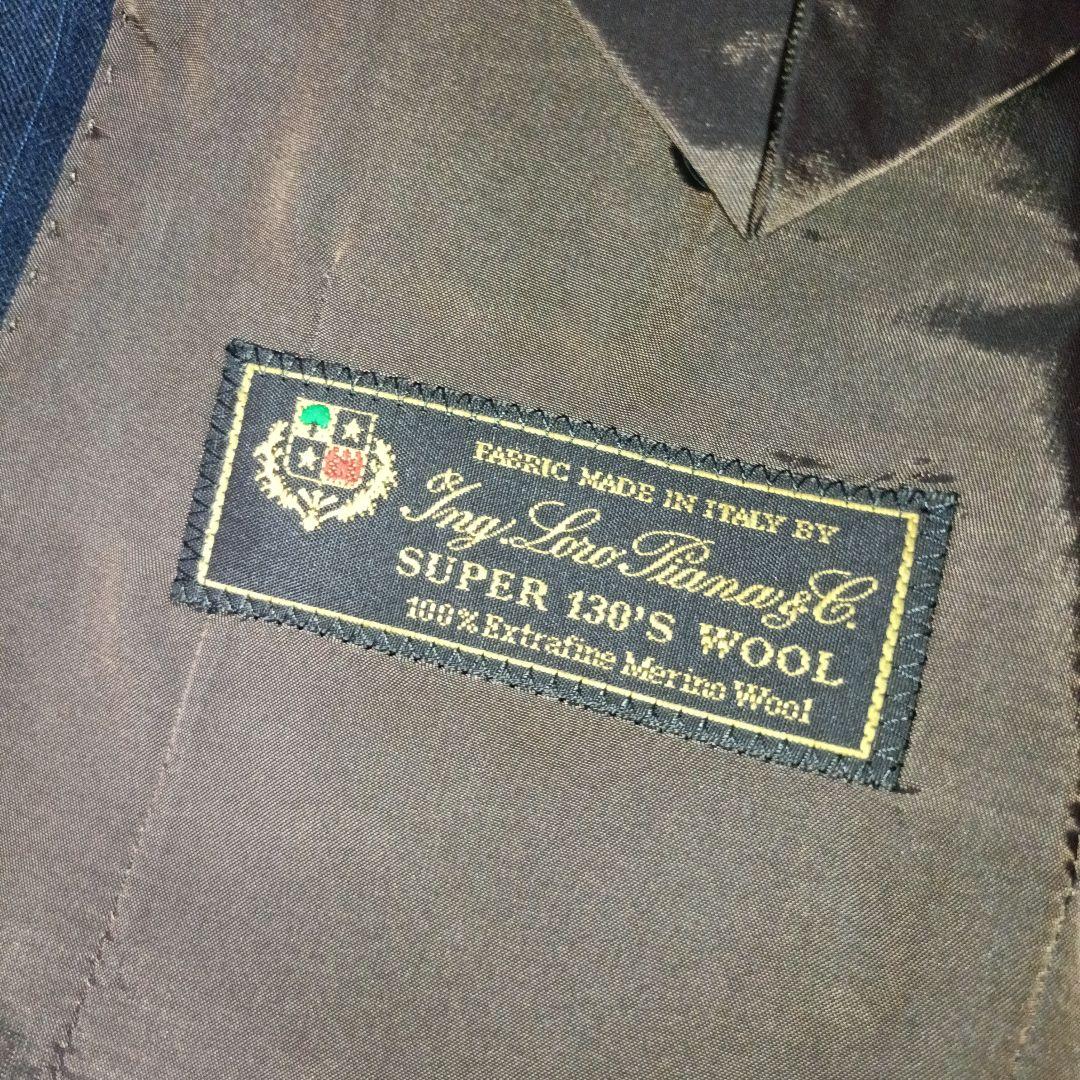 FABRIC MADE IN ITALY BY
Ing. Loro Piana & C.
SUPER 130'S WOOL
100% Extrafine Merino Wool